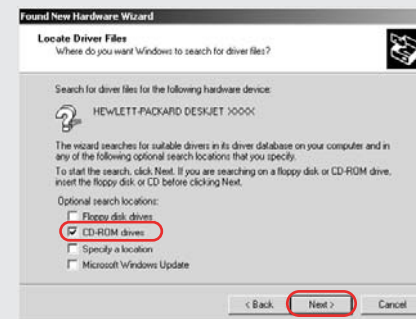 Found New Hardware Wizard
Locate Driver Files
Where do you want Windows to search for driver files?
Search for driver files for the following hardware device:
HEWLETT-PACKARD DESKJET XXXX
The wizard searches for suitable drivers in its driver database on your computer and in
any of the following optional search locations that you specify.
To start the search, click Next. If you are searching on a floppy disk or CD-ROM drive,
insert the floppy disk or CD before clicking Next.
Optional search locations:
Floppy disk drives
CD-ROM drives
Specify a location
Microsoft Windows Update
< Back
Next >
Cancel